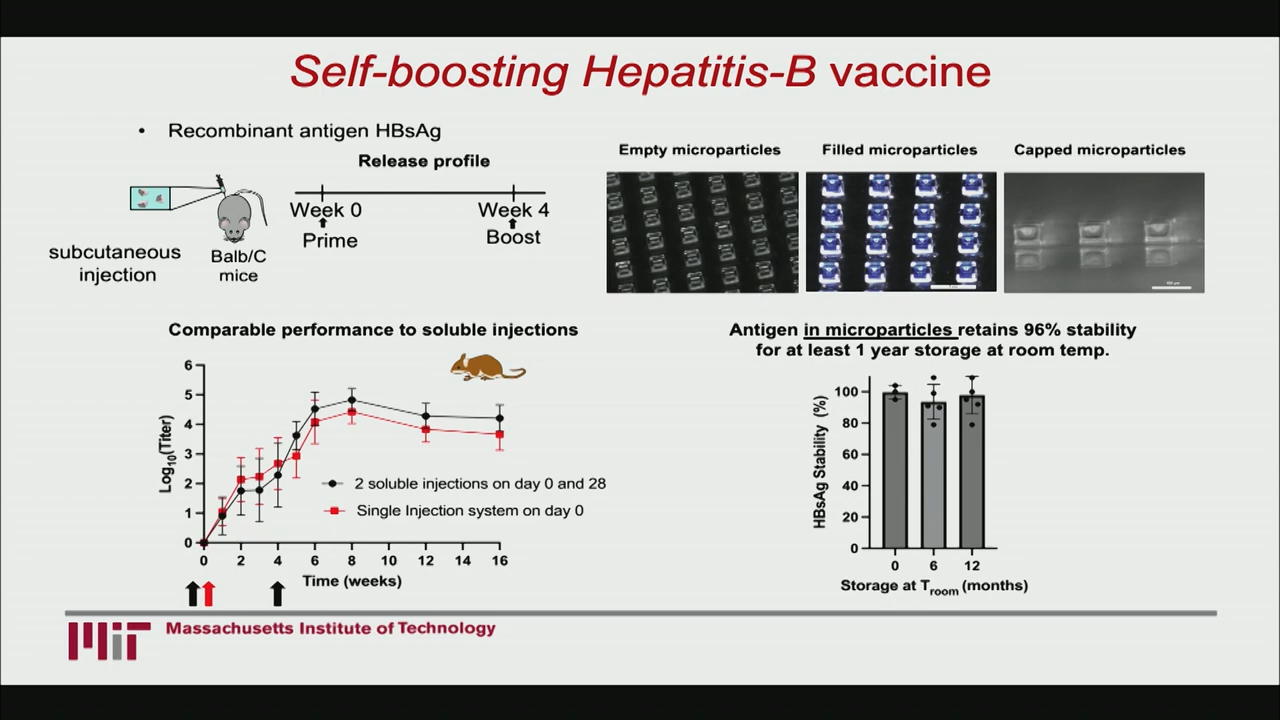 Self-boosting Hepatitis-B vaccine
• Recombinant antigen HBsAg
Release profile
Week 0
Week 4
Prime
Boost
subcutaneous
injection
Balb/C
mice
Empty microparticles
Filled microparticles
Capped microparticles
Comparable performance to soluble injections
6
5
4
3
2
1
0
Log10(Titer)
0 2 4 6 8 10 12 14 16
Time (weeks)
2 soluble injections on day 0 and 28
Single Injection system on day 0
Antigen in microparticles retains 96% stability
for at least 1 year storage at room temp.
100
80
60
40
20
0
HBsAg Stability (%)
0 6 12
Storage at Troom (months)
MIT
Massachusetts Institute of Technology